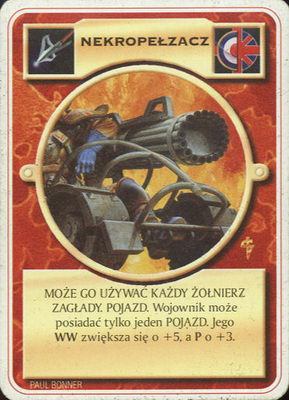 NEKROPEŁZACZ
MOŻE GO UŻYWAĆ KAŻDY ŻOŁNIERZ
ZAGŁADY. POJAZD. Wojownik może
posiadać tylko jeden POJAZD. Jego
WW zwiększa się o +5, a P o +3.
PAUL BONNER